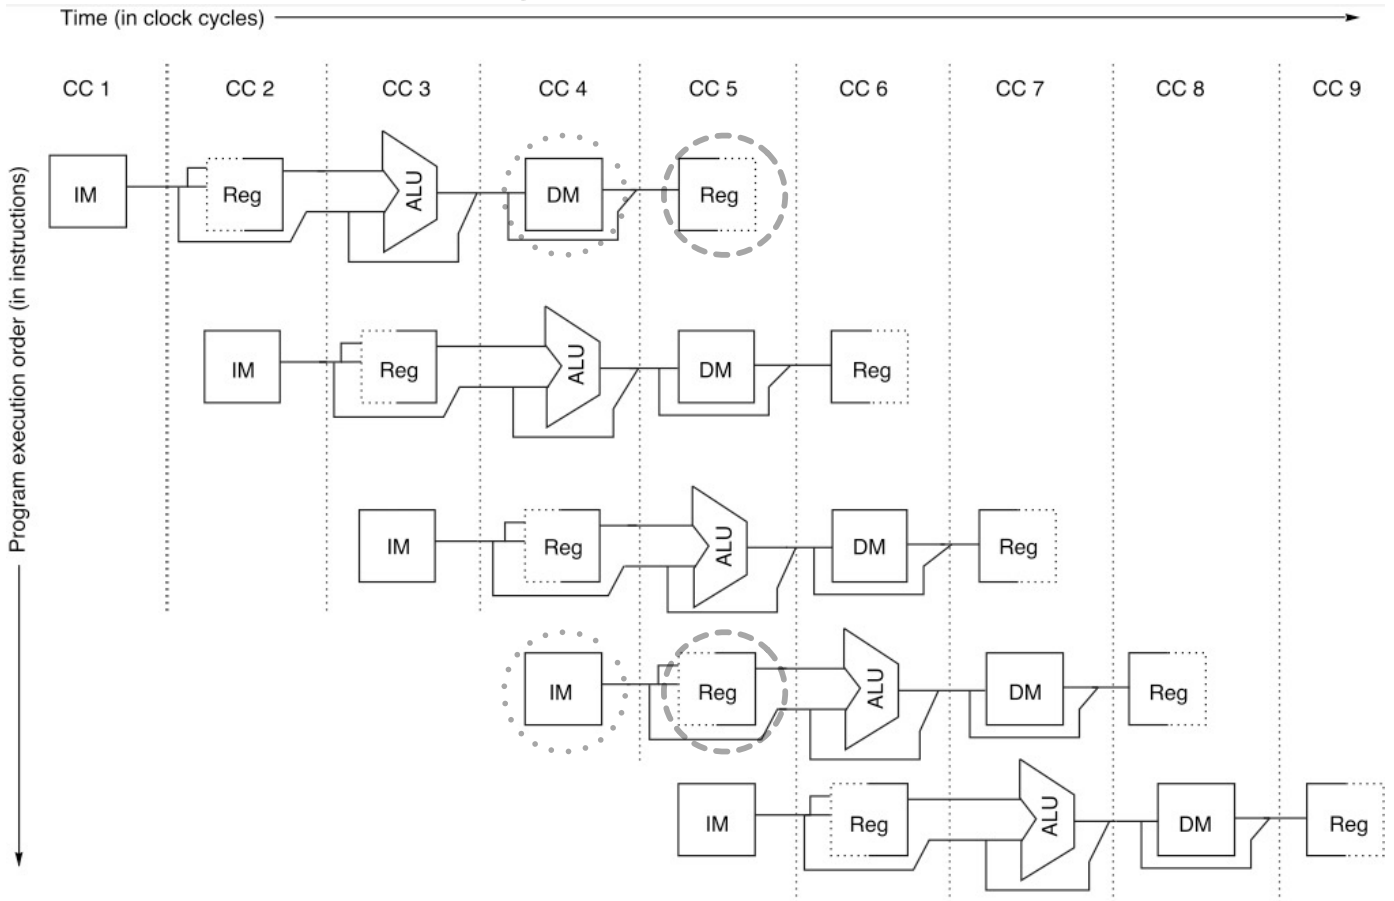 Time (in clock cycles)
CC 1 CC 2 CC 3 CC 4 CC 5 CC 6 CC 7 CC 8 CC 9
Program execution order (in instructions)
IM Reg ALU DM Reg
IM Reg ALU DM Reg
IM Reg ALU DM Reg
IM Reg ALU DM Reg
IM Reg ALU DM Reg